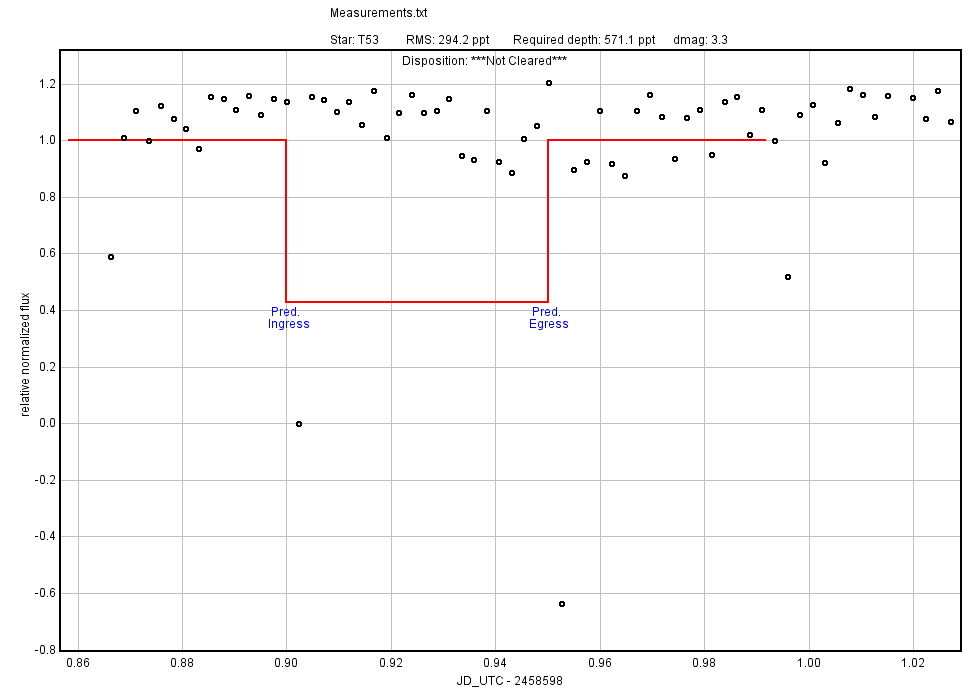 Measurements.txt
Star: T53 RMS: 294.2 ppt Required depth: 571.1 ppt dmag: 3.3
Disposition: ***Not Cleared***
relative normalized flux
1.2
1.0
0.8
0.6
0.4
0.2
0.0
-0.2
-0.4
-0.6
-0.8
Pred.
Ingress
Pred.
Egress
0.86 0.88 0.90 0.92 0.94 0.96 0.98 1.00 1.02
JD_UTC - 2458598